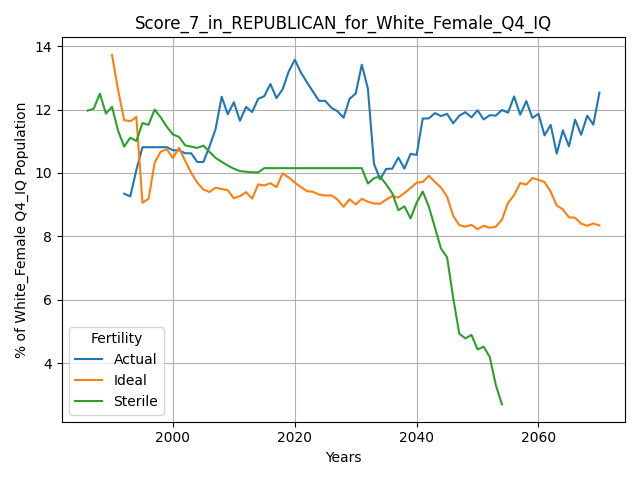 Score_7_in_REPUBLICAN_for_White_Female_Q4_IQ
% of White_Female Q4_IQ Population
14
12
10
8
6
4
Fertility
Actual
Ideal
Sterile
2000
2020
2040
2060
Years